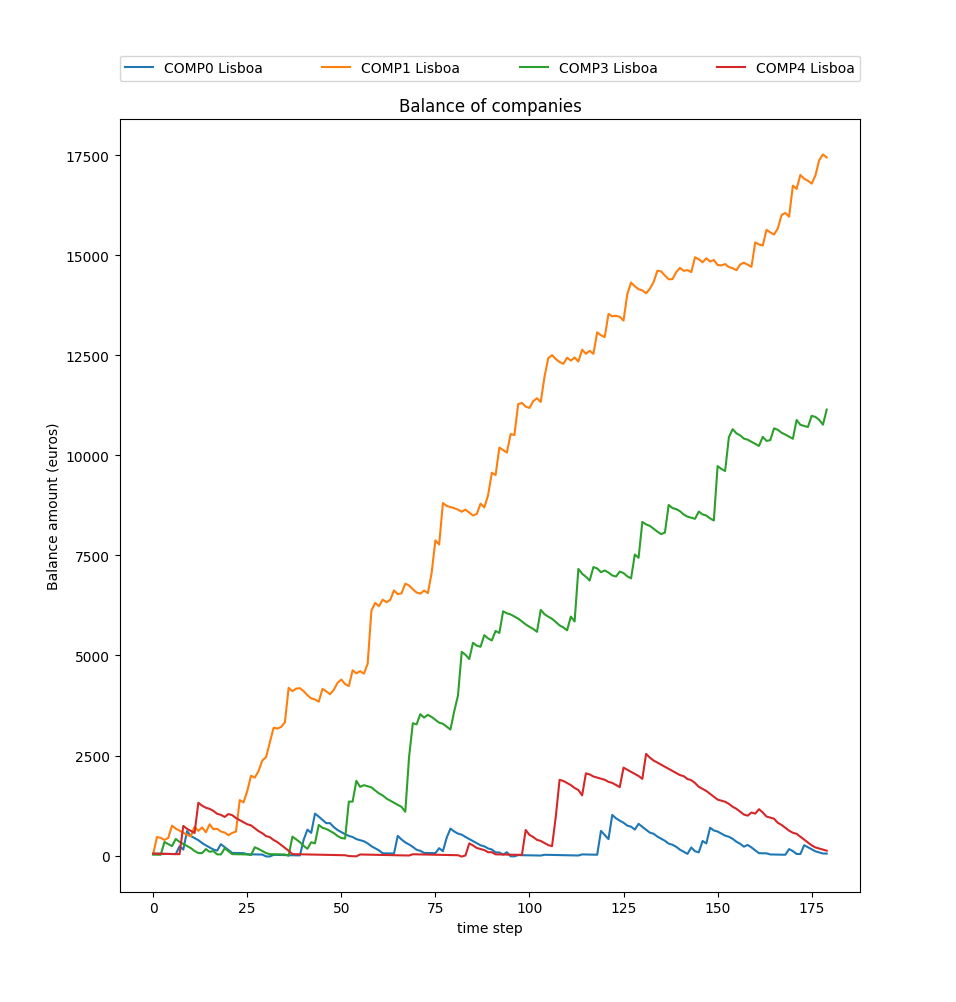 COMP0 Lisboa COMP1 Lisboa COMP3 Lisboa COMP4 Lisboa
Balance of companies
17500
15000
12500
10000
7500
5000
2500
0
Balance amount (euros)
0 25 50 75 100 125 150 175
time step